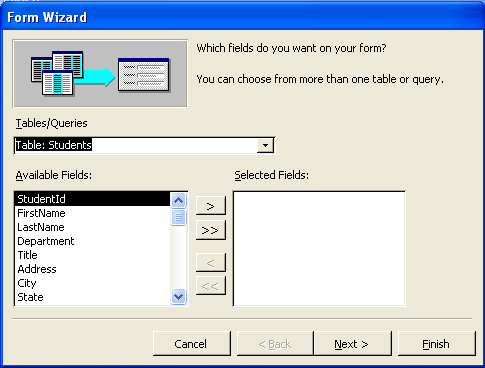 Form Wizard
Which fields do you want on your form?
You can choose from more than one table or query.
Tables/Queries
Table: Students
Available Fields:
Selected Fields:
StudentId
FirstName
LastName
Department
Title
Address
City
State
>
>>
<
<<
Cancel
< Back
Next >
Finish